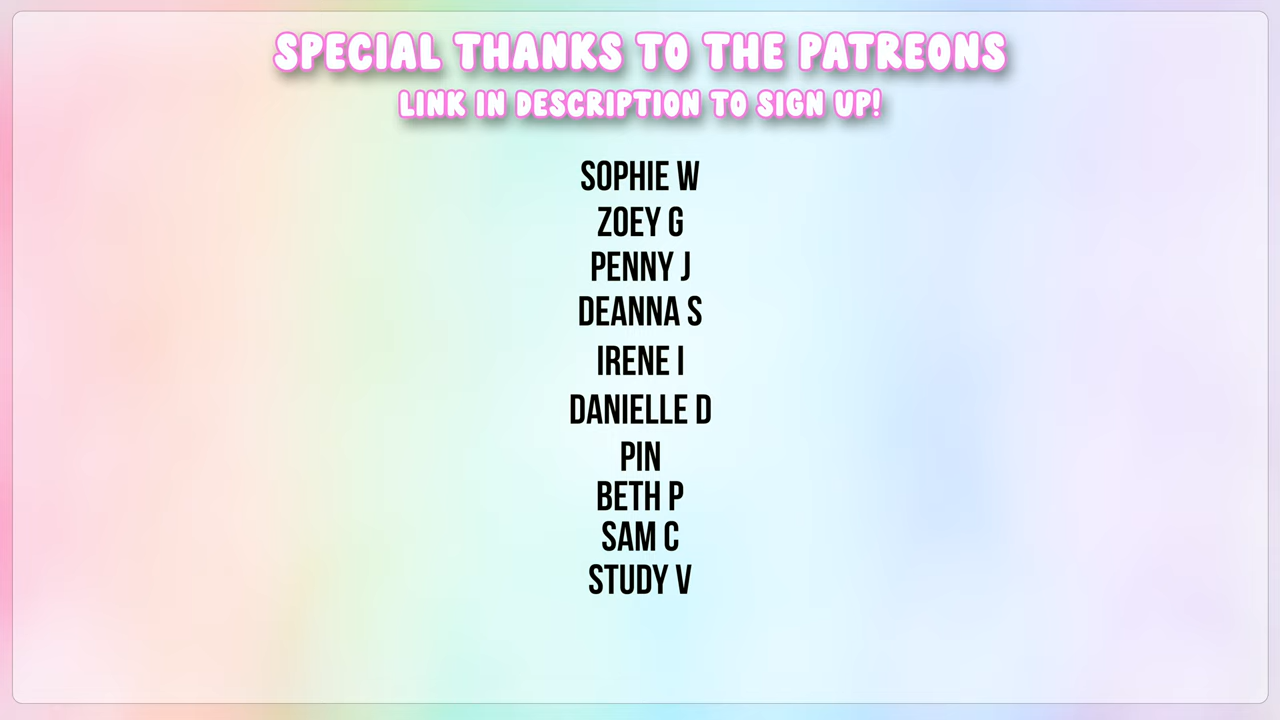 SPECIAL THANKS TO THE PATREONS
LINK IN DESCRIPTION TO SIGN UP!
SOPHIE W
ZOEY G
PENNY J
DEANNA S
IRENE I
DANIELLE D
PIN
BETH P
SAM C
STUDY V